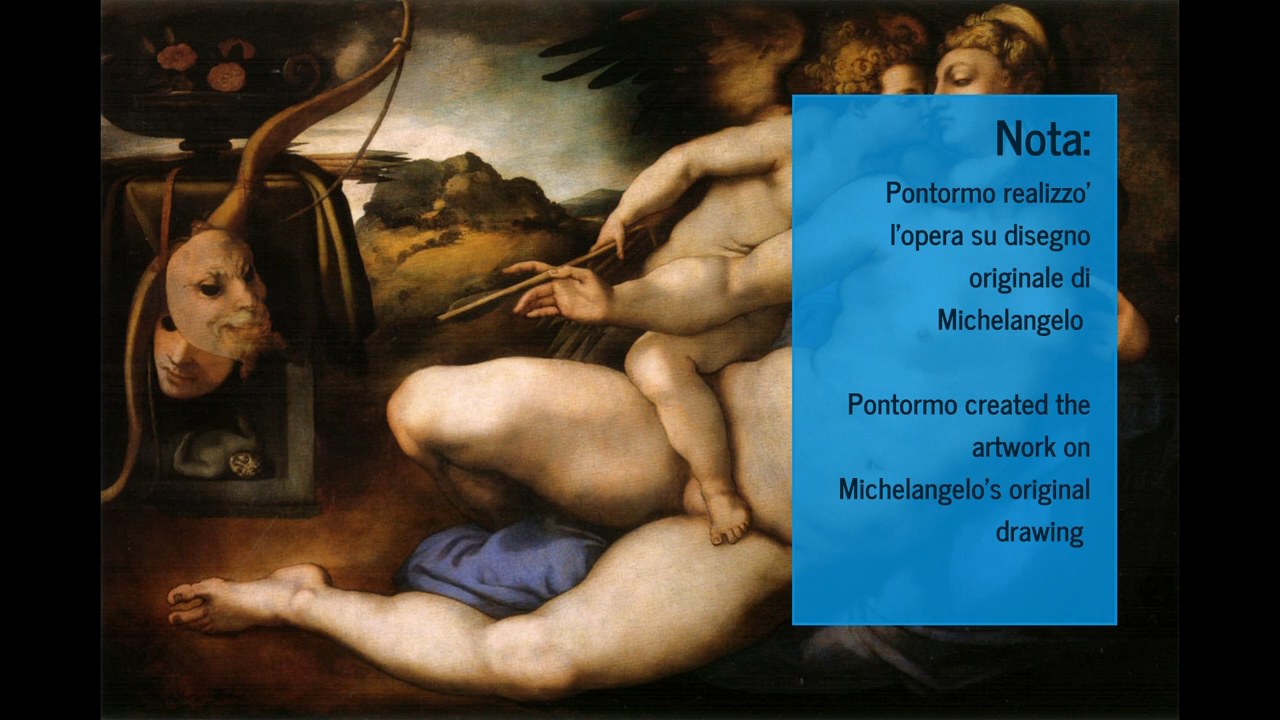 Nota:
Pontormo realizzo'
l'opera su disegno
originale di
Michelangelo
Pontormo created the
artwork on
Michelangelo's original
drawing